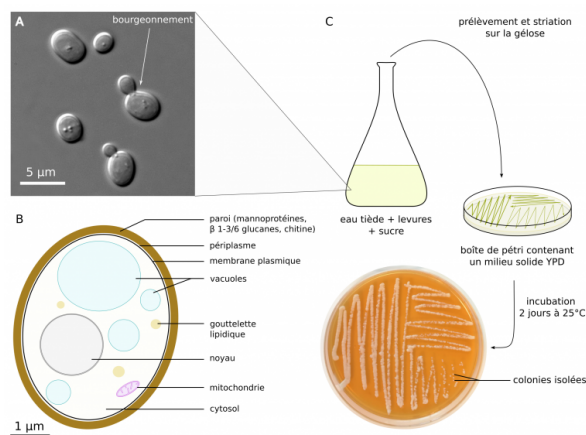 A
bourgeonnement
5 µm
B
paroi (mannoprotéines,
β 1-3/6 glucanes, chitine)
périplasme
membrane plasmique
vacuoles
gouttelette
lipidique
noyau
mitochondrie
cytosol
1 µm
C
prélèvement et striation
sur la gélose
eau tiède + levures
+ sucre
boîte de pétri contenant
un milieu solide YPD
incubation
2 jours à 25°C
colonies isolées